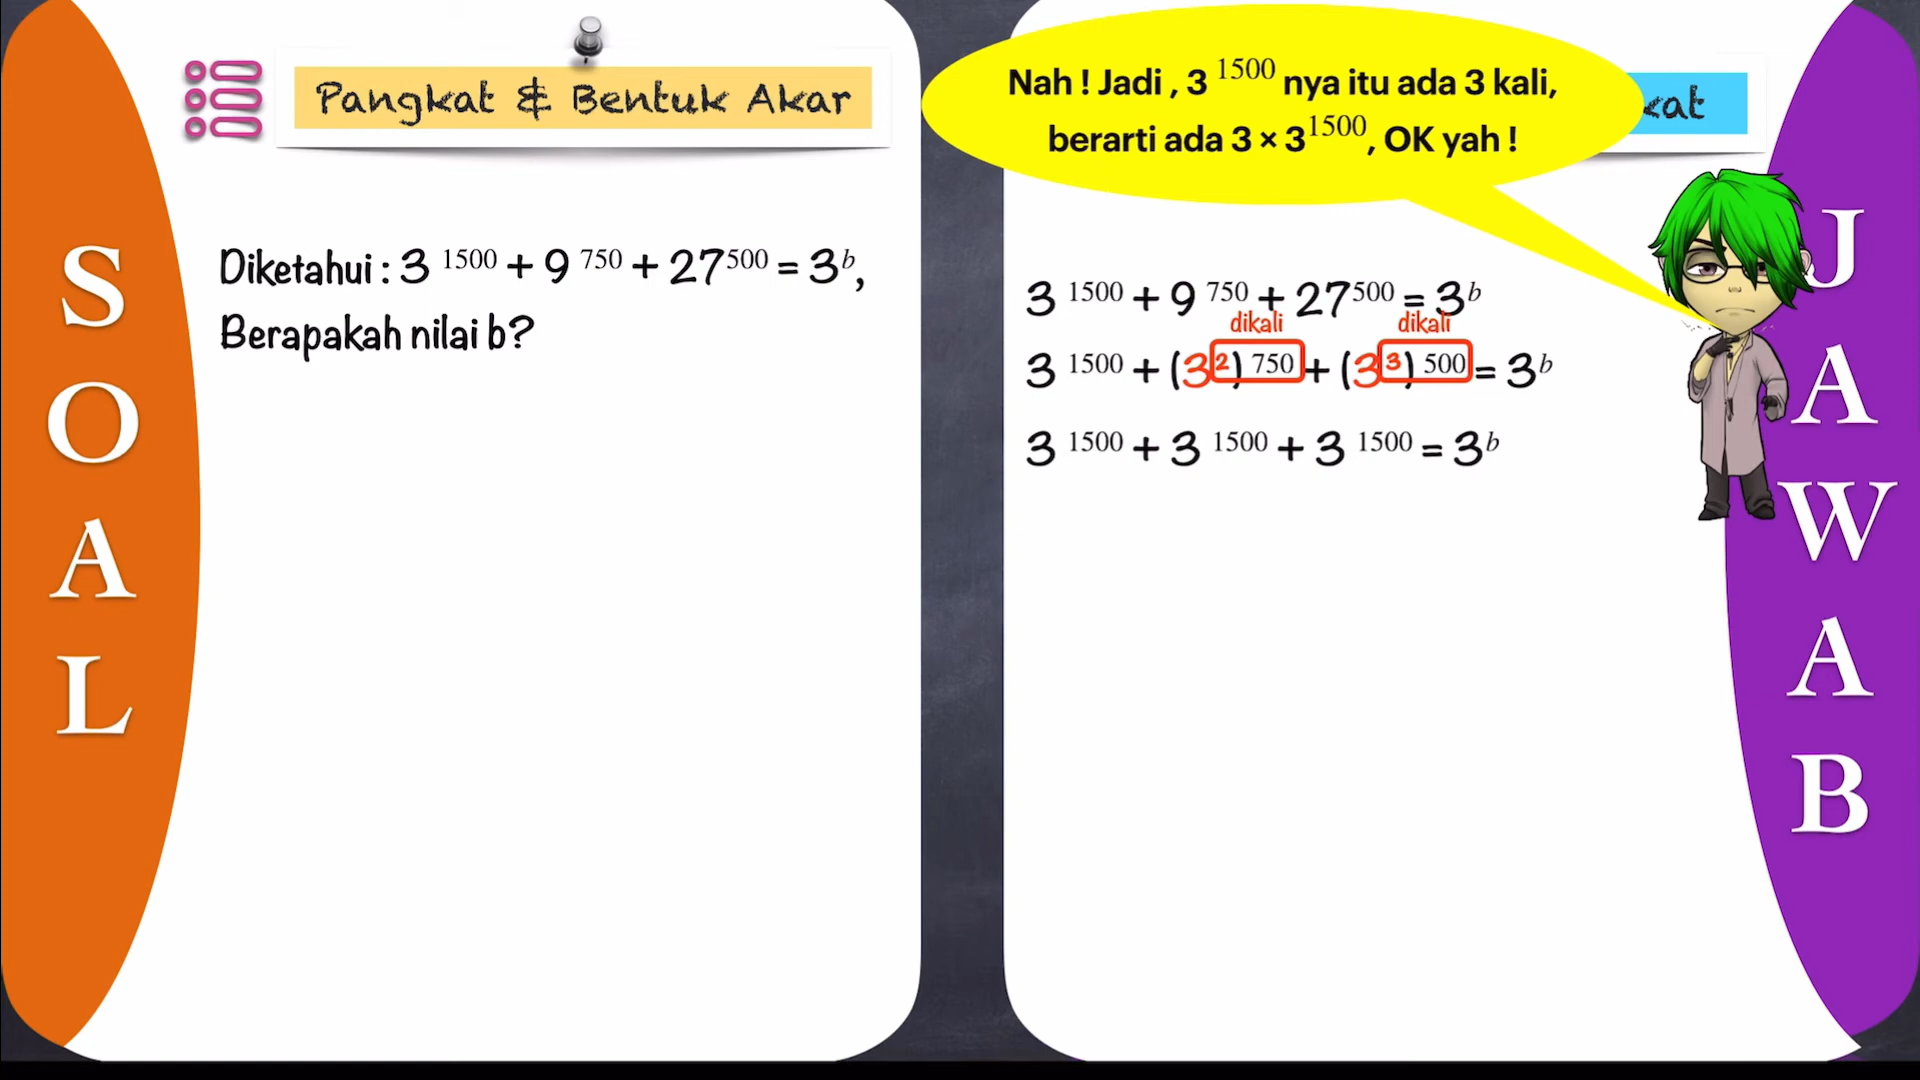 SOAL
Pangkat & Bentuk Akar
Diketahui : 3 ^1500 + 9 ^750 + 27^500 = 3^b,
Berapakah nilai b?
Nah ! Jadi , 3 ^1500 nya itu ada 3 kali,
berarti ada 3 × 3^1500, OK yah !
3 ^1500 + 9 ^750 + 27^500 = 3^b
dikali dikali
3 ^1500 + (3^2) ^750 + (3^3) ^500 = 3^b
3 ^1500 + 3 ^1500 + 3 ^1500 = 3^b
JAWAB